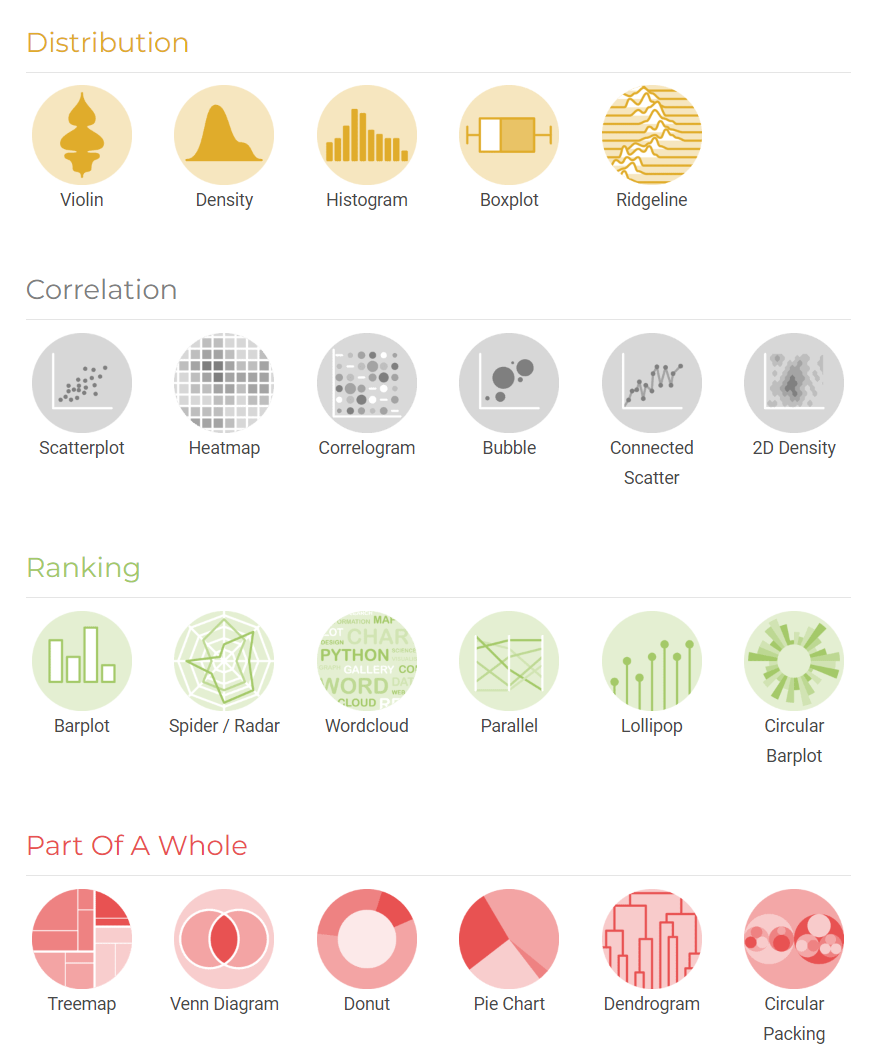 Distribution
Violin
Density
Histogram
Boxplot
Ridgeline
Correlation
Scatterplot
Heatmap
Correlogram
Bubble
Connected
Scatter
2D Density
Ranking
CHAR
PYTHON
GALLERY
WORD
CLOUD
Barplot
Spider / Radar
Wordcloud
Parallel
Lollipop
Circular
Barplot
Part Of A Whole
Treemap
Venn Diagram
Donut
Pie Chart
Dendrogram
Circular
Packing